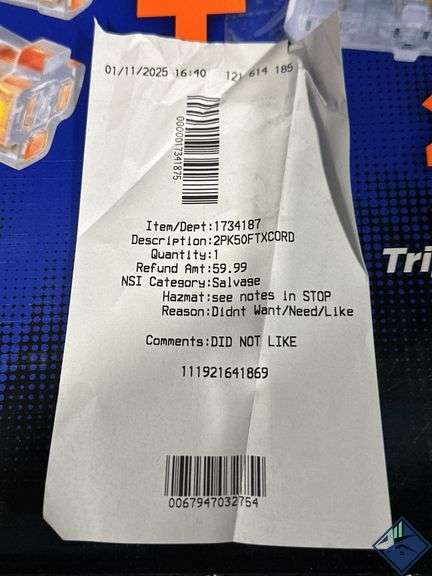 01/11/2025 16:40 121 614 185
0000017341875
Item/Dept:1734187
Description:2PK50FTXCORD
Quantity:1
Refund Amt:59.99
NSI Category:Salvage
Hazmat:see notes in STOP
Reason:Didnt Want/Need/Like
Comments:DID NOT LIKE
111921641869
0067947032754
Tri